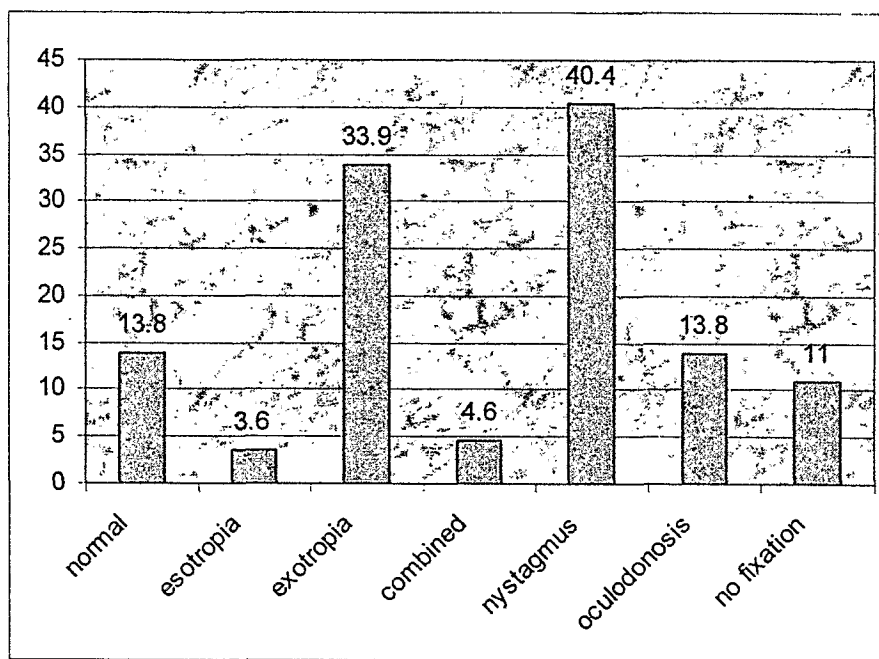 45
40
35
30
25
20
15
10
5
0
13.8
3.6
33.9
4.6
40.4
13.8
11
normal
esotropia
exotropia
combined
nystagmus
oculodonosis
no fixation